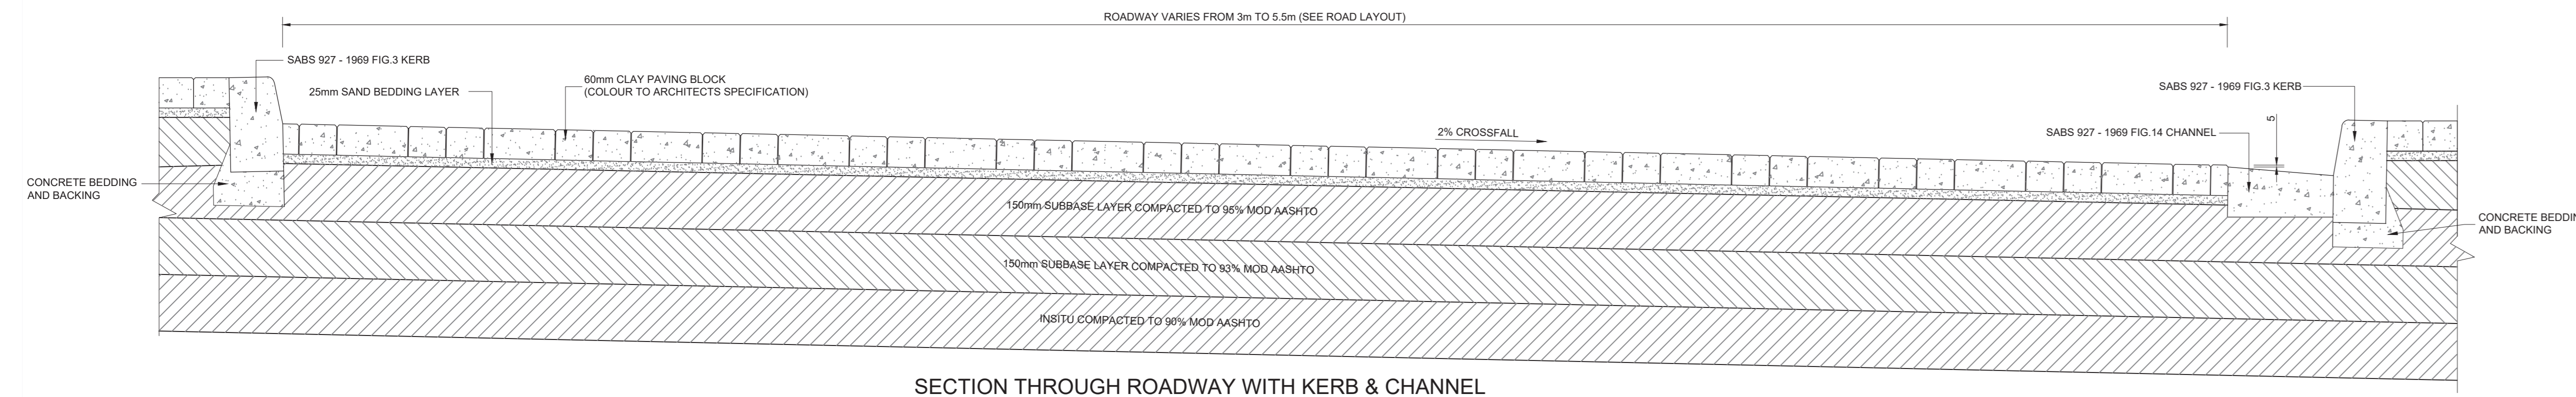 ROADWAY VARIES FROM 3m TO 5.5m (SEE ROAD LAYOUT)
SABS 927 - 1969 FIG.3 KERB
60mm CLAY PAVING BLOCK
(COLOUR TO ARCHITECTS SPECIFICATION)
25mm SAND BEDDING LAYER
SABS 927 - 1969 FIG.3 KERB
2% CROSSFALL
SABS 927 - 1969 FIG.14 CHANNEL
5
CONCRETE BEDDING
AND BACKING
150mm SUBBASE LAYER COMPACTED TO 95% MOD AASHTO
CONCRETE BEDDIN
AND BACKING
150mm SUBBASE LAYER COMPACTED TO 93% MOD AASHTO
INSITU COMPACTED TO 90% MOD AASHTO
SECTION THROUGH ROADWAY WITH KERB & CHANNEL